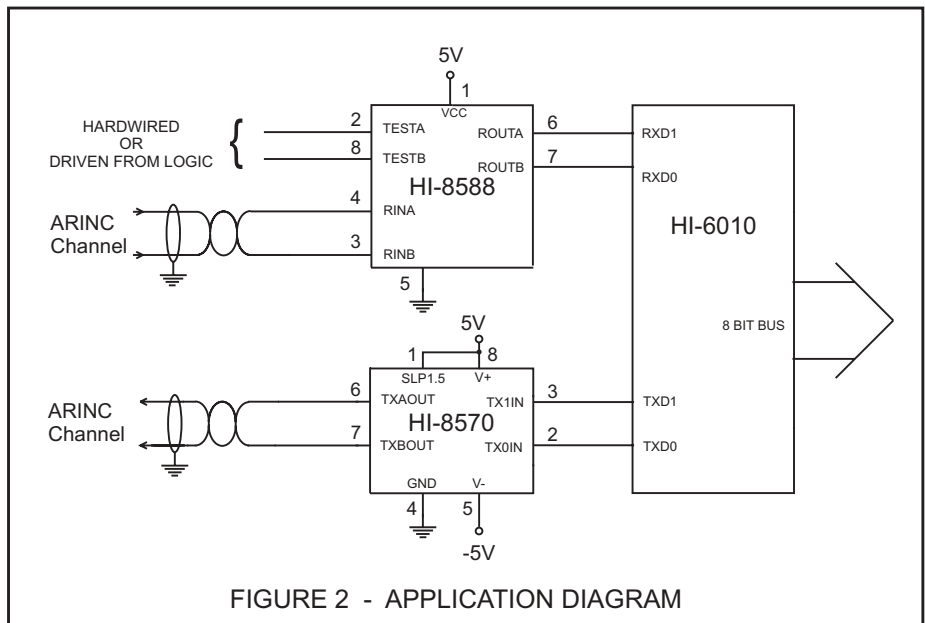 5V
1
VCC
HARDWIRED
OR
DRIVEN FROM LOGIC
{
2
TESTA
8
TESTB
ROUTA
6
ROUTB
7
HI-8588
ARINC
Channel
4
RINA
3
RINB
5
RXD1
RXD0
HI-6010
8 BIT BUS
TXD1
TXD0
5V
1
8
SLP1.5
V+
ARINC
Channel
6
TXAOUT
7
TXBOUT
HI-8570
TX1IN
3
TX0IN
2
GND
V-
4
5
-5V
FIGURE 2 - APPLICATION DIAGRAM